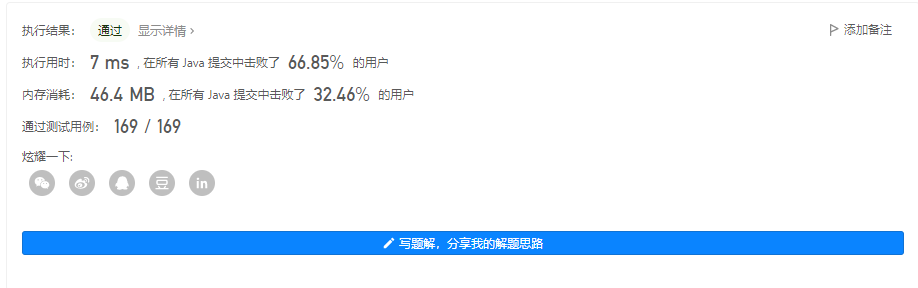 执行结果： 通过 显示详情 › 添加备注
执行用时： 7 ms , 在所有 Java 提交中击败了 66.85% 的用户
内存消耗： 46.4 MB , 在所有 Java 提交中击败了 32.46% 的用户
通过测试用例： 169 / 169
炫耀一下:
豆 in
写题解，分享我的解题思路